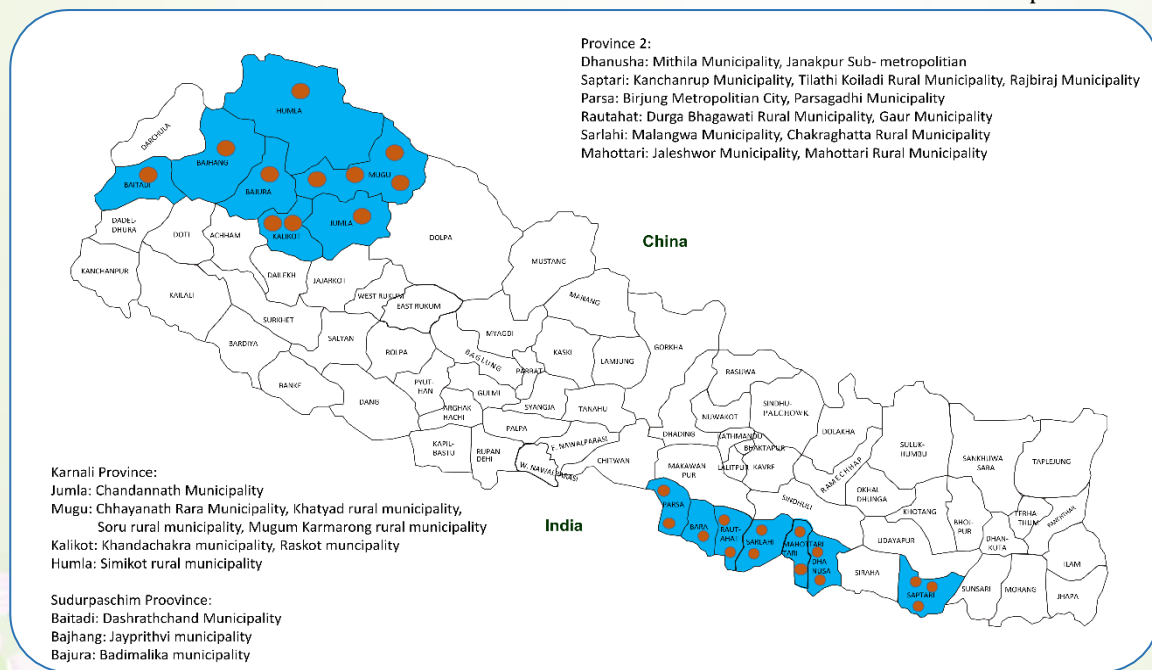 Province 2:
Dhanusha: Mithila Municipality, Janakpur Sub- metropolitian
Saptari: Kanchanrup Municipality, Tilathi Koiladi Rural Municipality, Rajbiraj Municipality
Parsa: Birjung Metropolitian City, Parsagadhi Municipality
Rautahat: Durga Bhagawati Rural Municipality, Gaur Municipality
Sarlahi: Malangwa Municipality, Chakraghatta Rural Municipality
Mahottari: Jaleshwor Municipality, Mahottari Rural Municipality
HUMLA
DARCHULA
BAJHANG
BAITADI
BAJURA
MUGU
JUMLA
KALIKOT
DADEL-
DHURA
DOTI
ACHHAM
DOLPA
China
MUSTANG
KANCHANPUR
KAILALI
DAILEKH
JAJARKOT
WEST RUKUM
EAST RUKUM
MANANG
SURKHET
SALYAN
MYAGDI
BARDIYA
ROLPA
BAGLUNG
KASKI
LAMJUNG
GORKHA
PARBAT
RASUWA
BANKE
DANG
PYUT-
HAN
GULMI
ARGHAK
HACHI
SYANGJA
TANAHU
NUWAKOT
SINDHU-
PALCHOWK
DOLAKHA
PALPA
KAPIL-
BASTU
RUPAN
DEHI
E. NAWALPARASI
W. NAWALPARASI
CHITWAN
DHADING
KATHMANDU
BHAKTAPUR
LALITPUR
KAVRE
MAKAWAN
PUR
RAMECHHAP
SULUK-
HUMBU
SANKHUWA
SARA
TAPLEJUNG
SINDHULI
OKHAL
DHUNGA
KHOTANG
BHOJ-
PUR
TERHA
THUM
PANCHTHAR
DHAN-
KUTA
UDAYAPUR
ILAM
PARSA
BARA
RAUT-
AHAT
SARLAHI
MAHOTTARI
TARI
DHA
NUSA
SIRAHA
SAPTARI
SUNSARI
MORANG
JHAPA
India
Karnali Province:
Jumla: Chandannath Municipality
Mugu: Chhayanath Rara Municipality, Khatyad rural municipality,
Soru rural municipality, Mugum Karmarong rural municipality
Kalikot: Khandachakra municipality, Raskot muncipality
Humla: Simikot rural municipality
Sudurpaschim Proovince:
Baitadi: Dashrathchand Municipality
Bajhang: Jayprithvi municipality
Bajura: Badimalika municipality